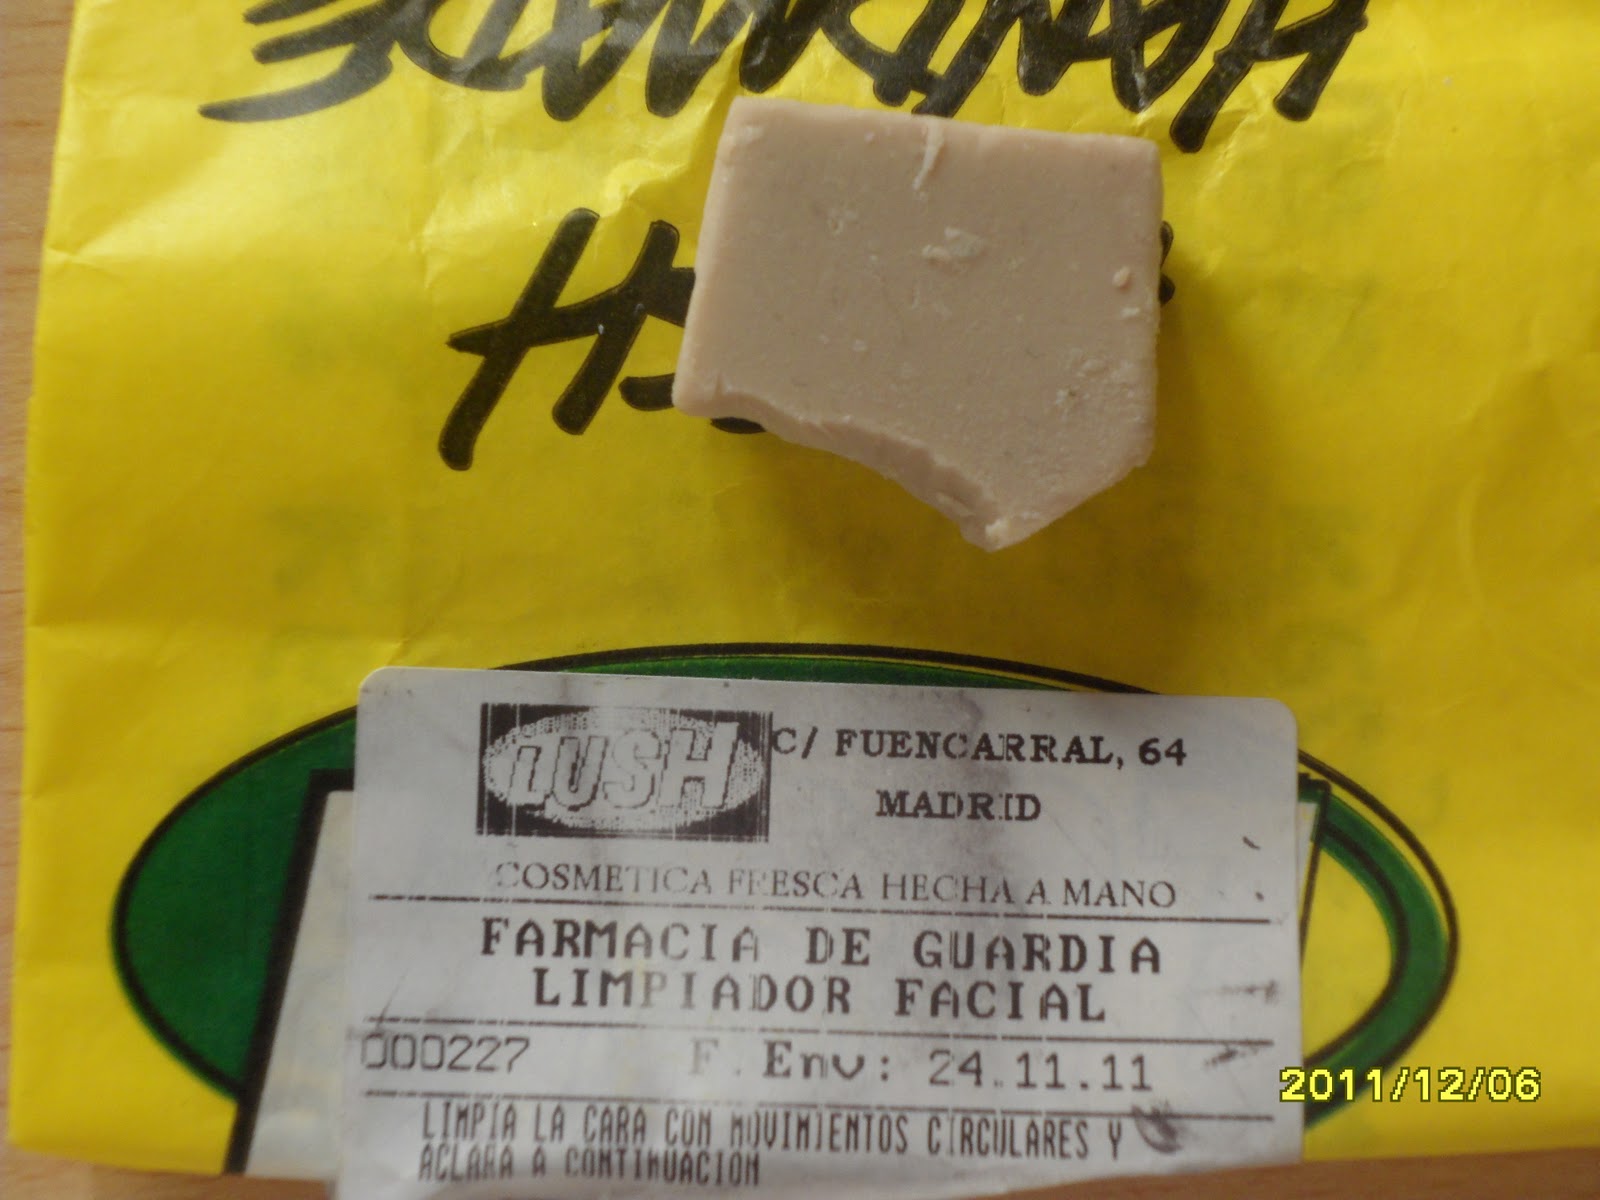 HANDMADE
LUSH
C/ FUENCARRAL, 64
MADRID
COSMETICA FRESCA HECHA A MANO
FARMACIA DE GUARDIA
LIMPIADOR FACIAL
000227 F. Env: 24.11.11
LIMPIA LA CARA CON MOVIMIENTOS CIRCULARES Y
ACLARA A CONTINUACION
2011/12/06